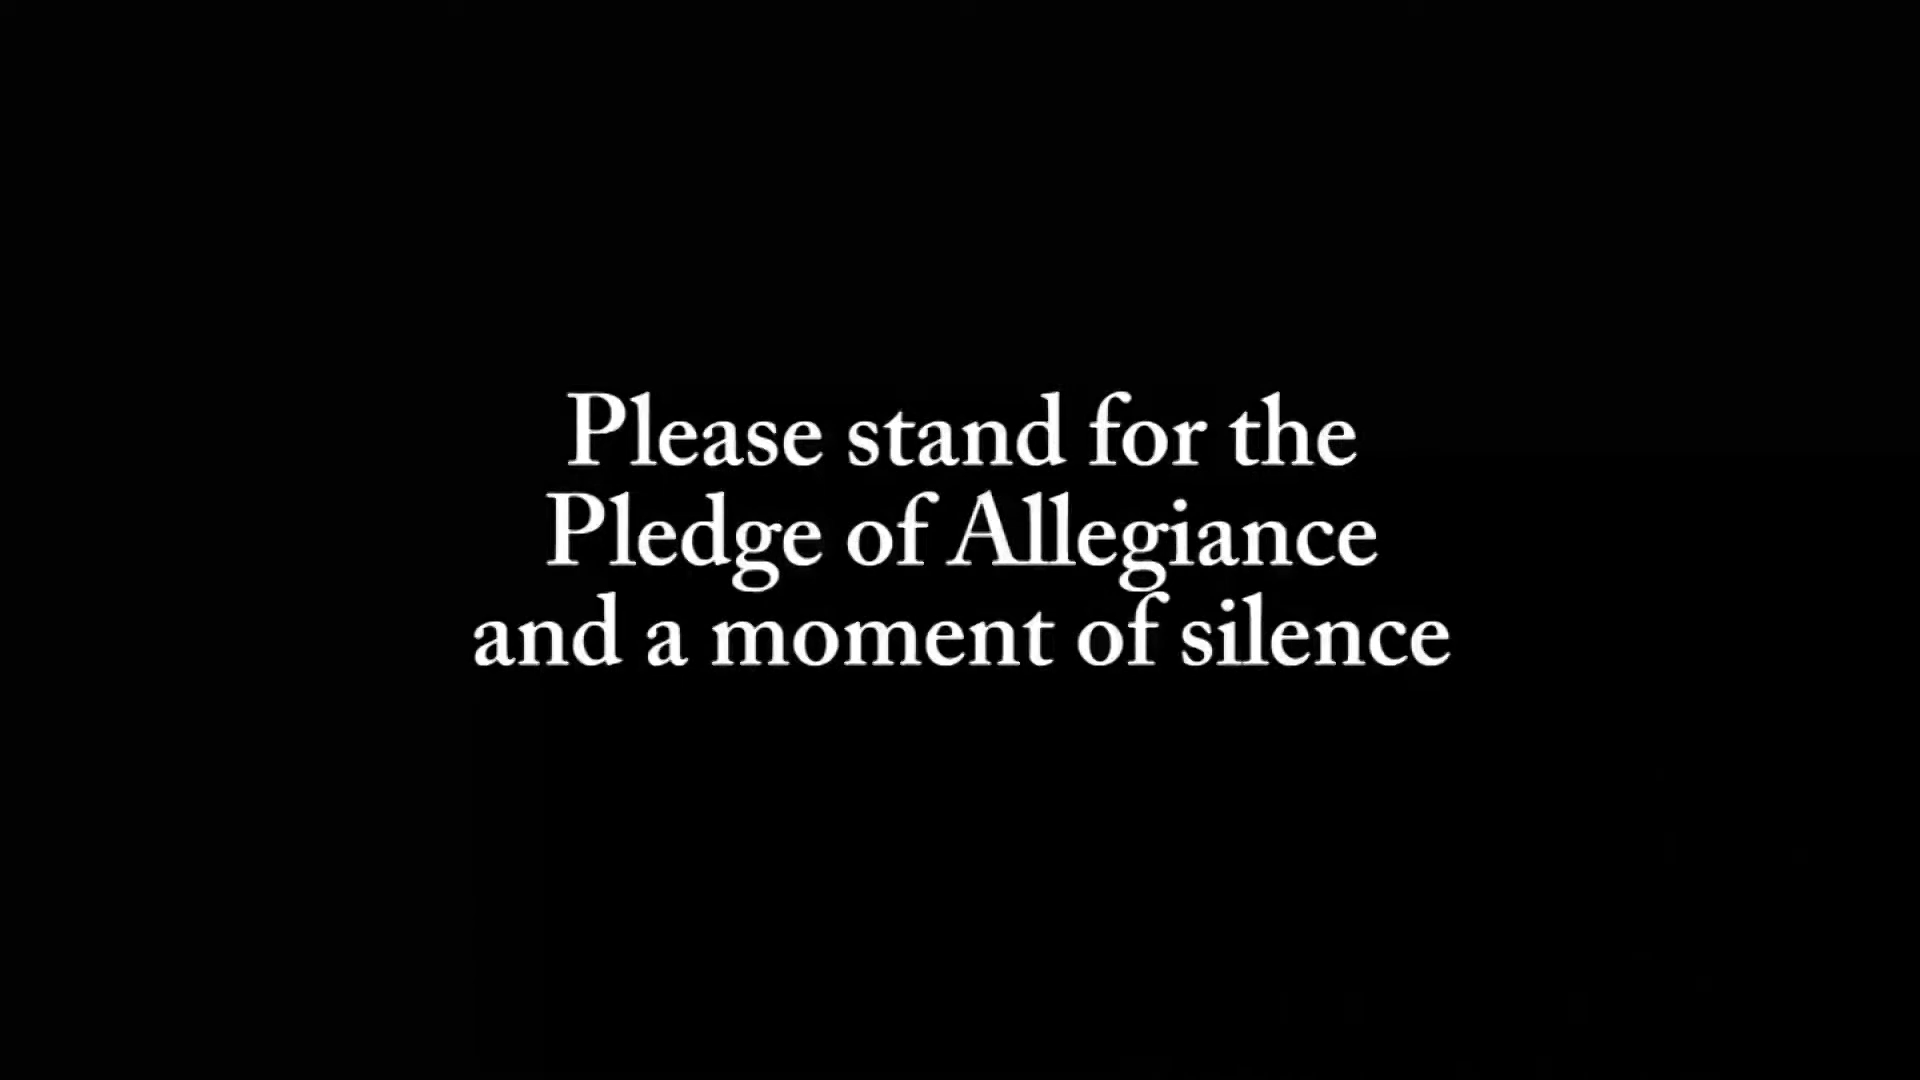 Please stand for the
Pledge of Allegiance
and a moment of silence